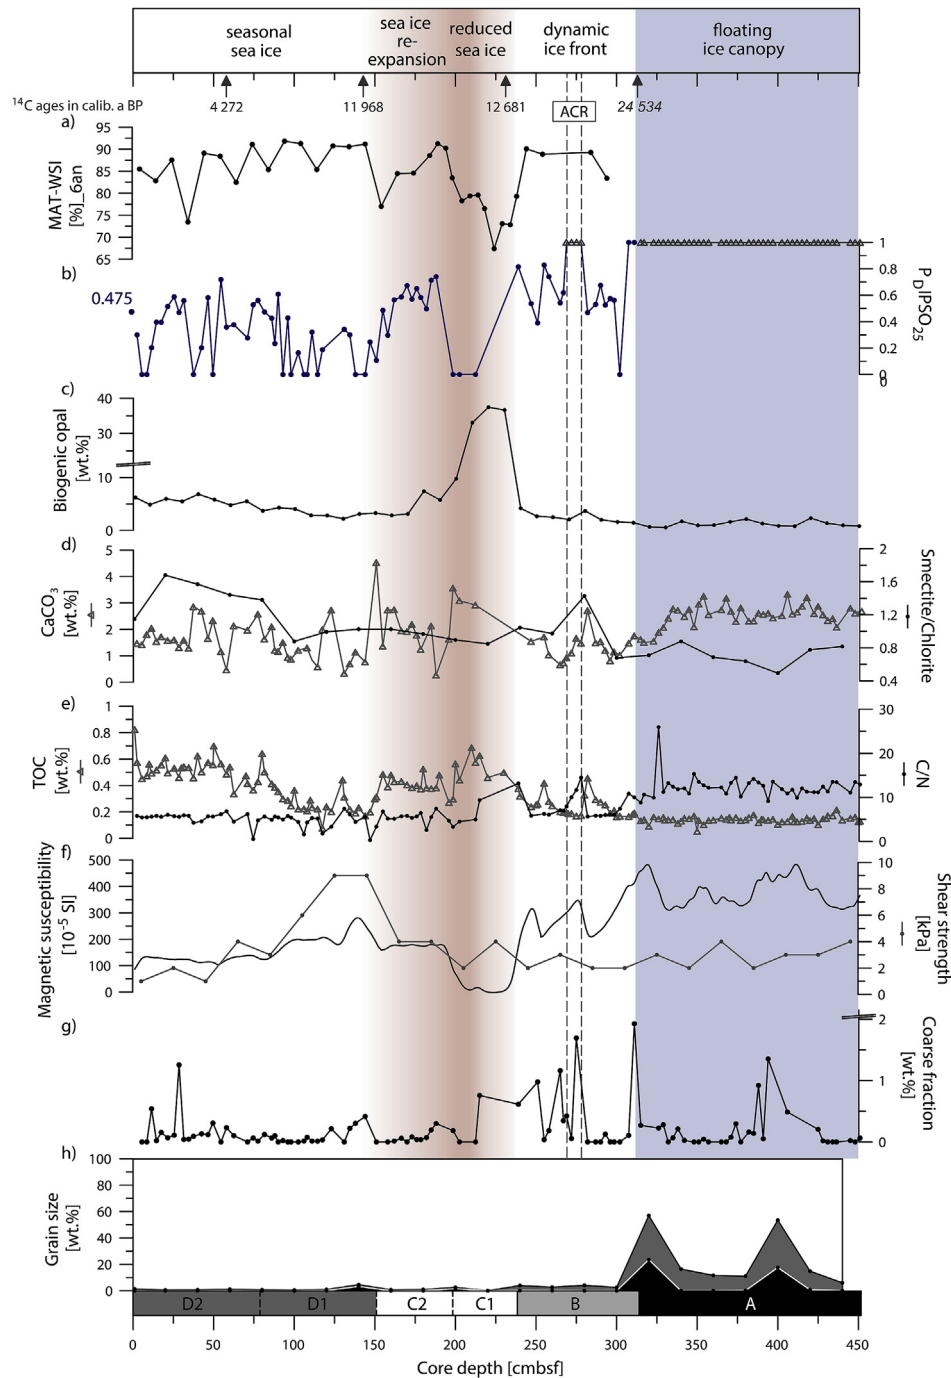 seasonal
sea ice
sea ice
re-
expansion
reduced
sea ice
dynamic
ice front
floating
ice canopy
14C ages in calib. a BP
4 272
11 968
12 681
24 534
ACR
a)
MAT-WSI
[%]_6an
95
90
85
80
75
70
65
b)
0.475
PDIPSO25
1
0.8
0.6
0.4
0.2
0
0
c)
Biogenic opal
[wt.%]
40
30
10
0
d)
CaCO3
[wt.%]
5
4
3
2
1
0
Smectite/Chlorite
2
1.6
1.2
0.8
0.4
e)
TOC
[wt.%]
1
0.8
0.6
0.4
0.2
0
C/N
30
20
10
0
f)
Magnetic susceptibility
[10-5 SI]
500
400
300
200
100
0
Shear strength
[kPa]
10
8
6
4
2
0
g)
Coarse fraction
[wt.%]
2
1
0
h)
Grain size
[wt.%]
100
80
60
40
20
0
D2
D1
C2
C1
B
A
0 50 100 150 200 250 300 350 400 450
Core depth [cmbsf]